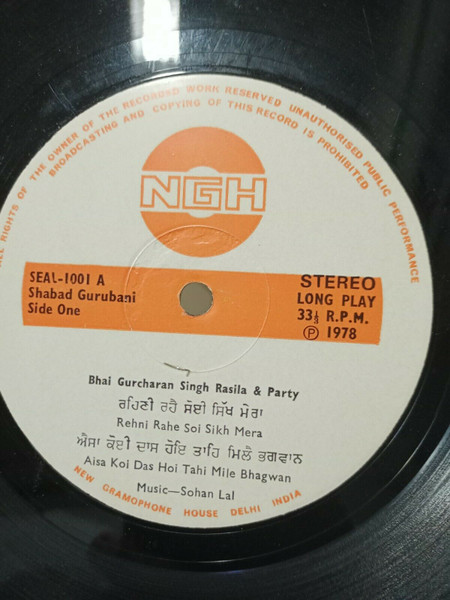 ALL RIGHTS OF THE OWNER OF THE RECORDED WORK RESERVED UNAUTHORISED PUBLIC PERFORMANCE
BROADCASTING AND COPYING OF THIS RECORD IS PROHIBITED
NGH
SEAL-1001 A
Shabad Gurubani
Side One
STEREO
LONG PLAY
33⅓ R.P.M.
℗ 1978
Bhai Gurcharan Singh Rasila & Party
ਰਹਿਣੀ ਰਹੈ ਸੋਈ ਸਿੱਖ ਮੇਰਾ
Rehni Rahe Soi Sikh Mera
ਐਸਾ ਕੋਈ ਦਾਸ ਹੋਇ ਤਾਹਿ ਮਿਲੈ ਭਗਵਾਨ
Aisa Koi Das Hoi Tahi Mile Bhagwan
Music—Sohan Lal
NEW GRAMOPHONE HOUSE DELHI INDIA